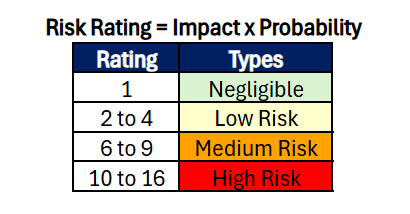 Risk Rating = Impact x Probability
Rating Types
1 Negligible
2 to 4 Low Risk
6 to 9 Medium Risk
10 to 16 High Risk